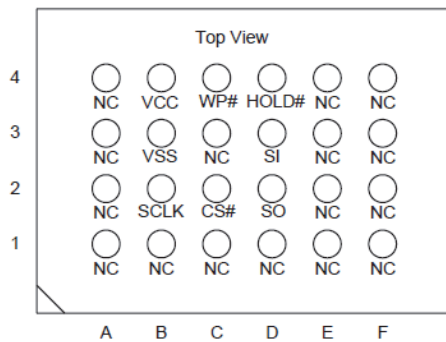 Top View
4
NC VCC WP# HOLD# NC NC
3
NC VSS NC SI NC NC
2
NC SCLK CS# SO NC NC
1
NC NC NC NC NC NC
A B C D E F